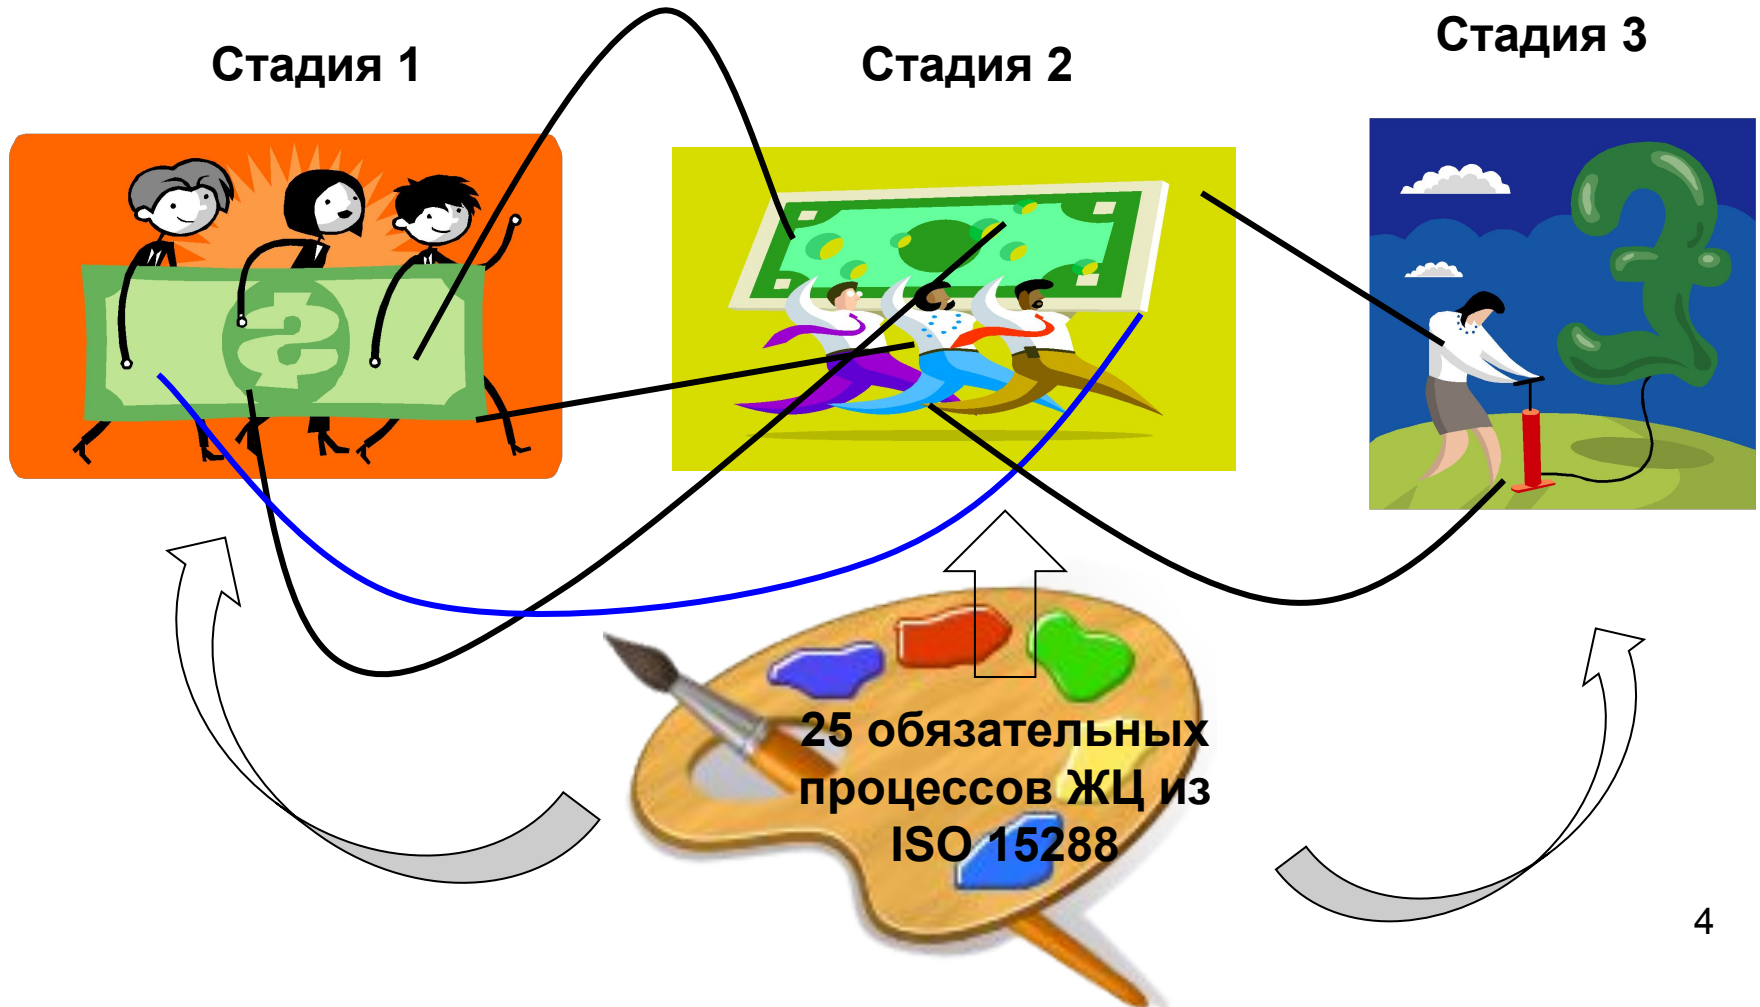 Стадия 1
Стадия 2
Стадия 3
25 обязательных
процессов ЖЦ из
ISO 15288
4